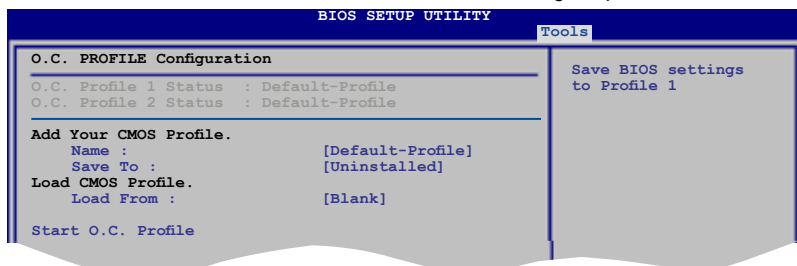 BIOS SETUP UTILITY
Tools
O.C. PROFILE Configuration
O.C. Profile 1 Status : Default-Profile
O.C. Profile 2 Status : Default-Profile
Add Your CMOS Profile.
Name : [Default-Profile]
Save To : [Uninstalled]
Load CMOS Profile.
Load From : [Blank]
Start O.C. Profile
Save BIOS settings
to Profile 1